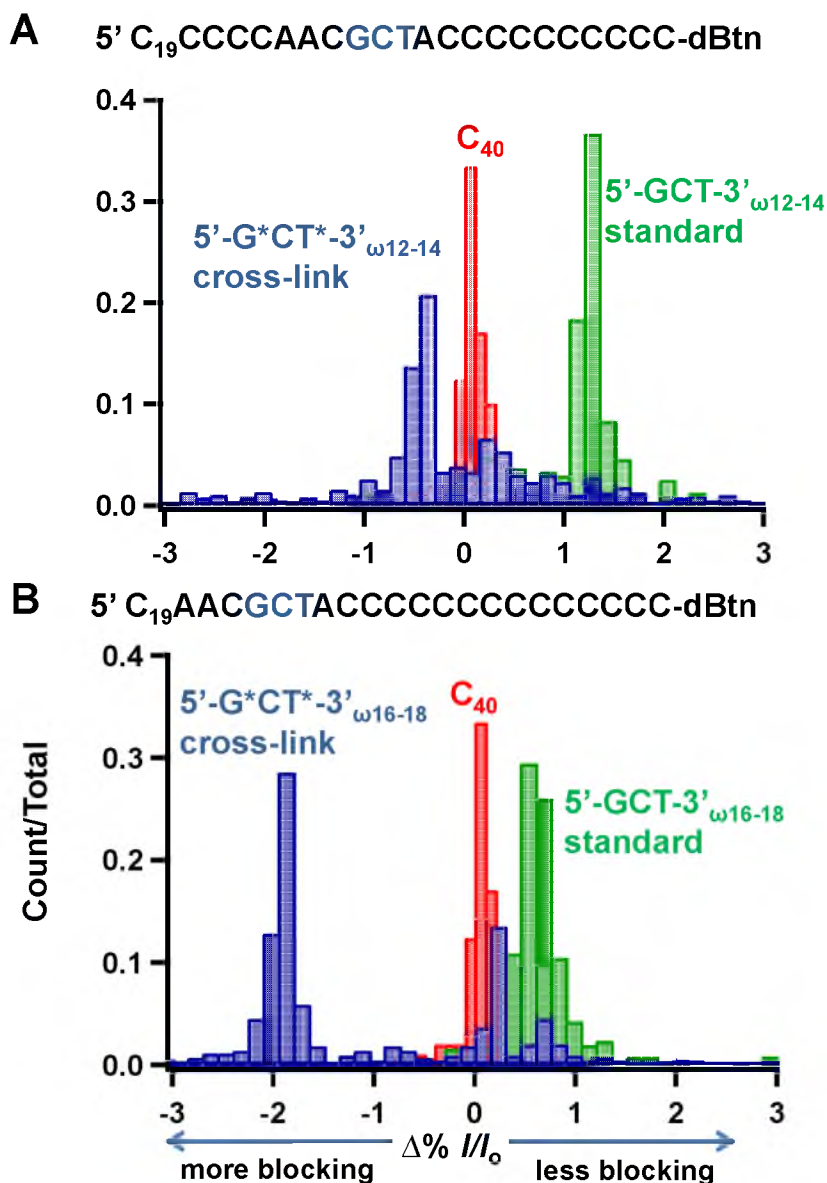 A
5' C19CCCCAACGCTACCCCCCCCCCC-dBtn
0.4
0.3
0.2
0.1
0.0
C40
5'-GCT-3'ω12-14
standard
5'-G*CT*-3'ω12-14
cross-link
-3 -2 -1 0 1 2 3
B
5' C19AACGCTACCCCCCCCCCCCCCC-dBtn
Count/Total
0.4
0.3
0.2
0.1
0.0
5'-G*CT*-3'ω16-18
cross-link
C40
5'-GCT-3'ω16-18
standard
-3 -2 -1 0 1 2 3
Δ% I/Io
more blocking less blocking